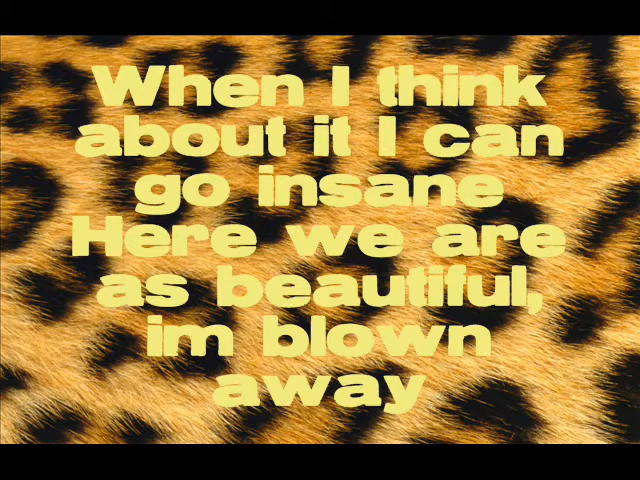 When I think
about it I can
go insane
Here we are
as beautiful,
im blown
away